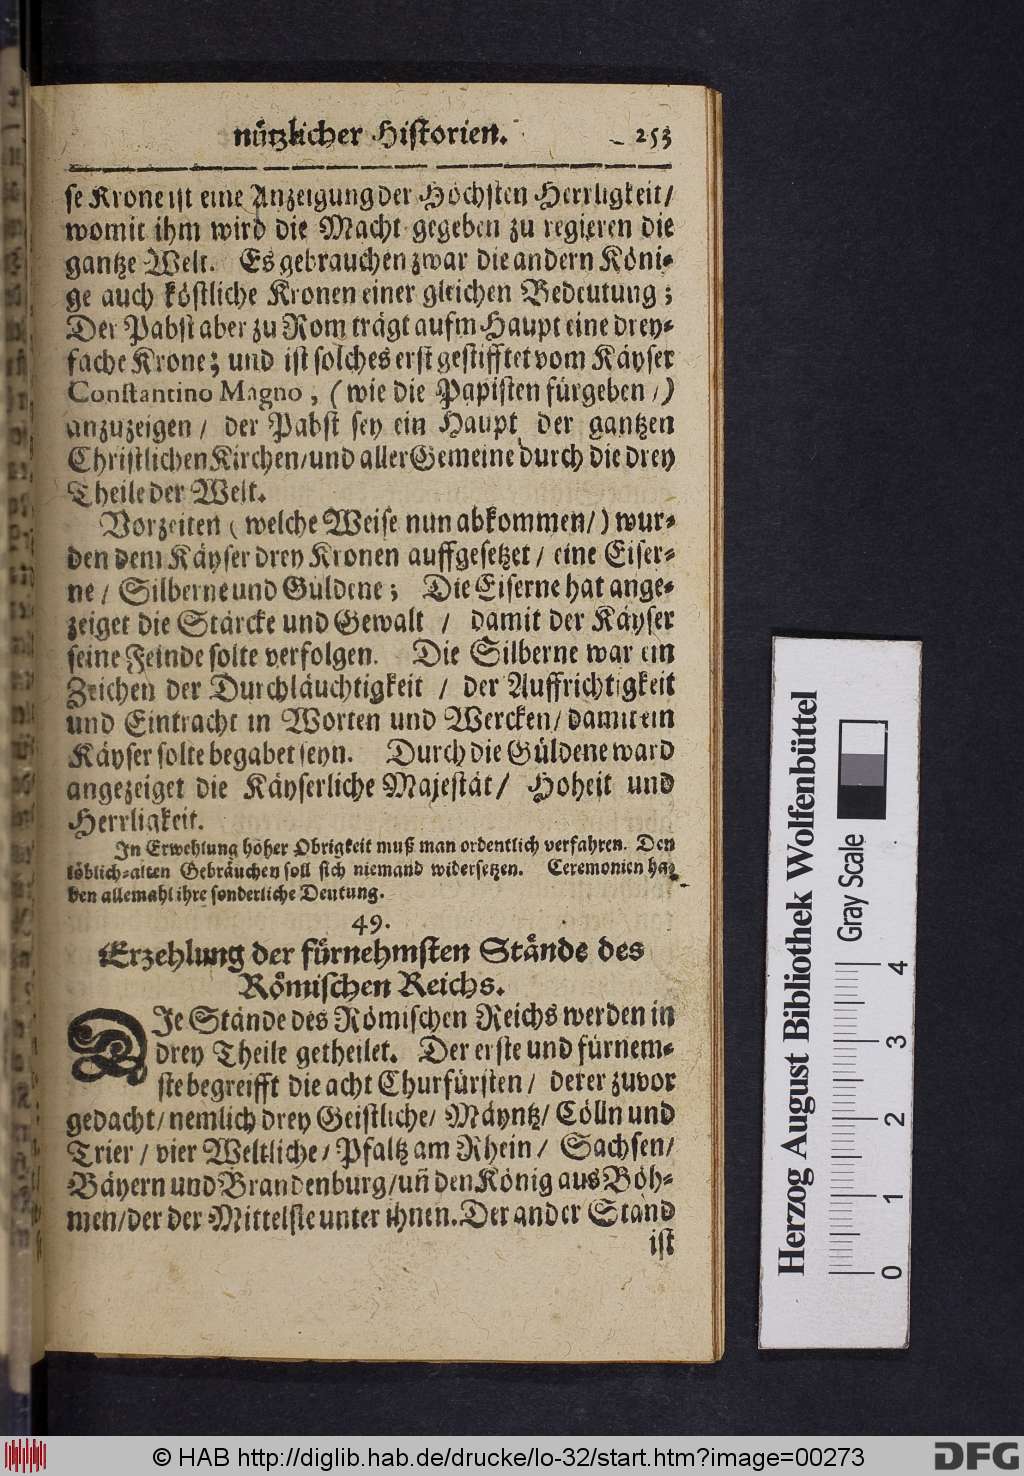 nützlicher Historien. 253
se Krone ist eine Anzeigung der Höchsten Herrligkeit/
womit ihm wird die Macht gegeben zu regieren die
gantze Welt. Es gebrauchen zwar die andern Köni-
ge auch köstliche Kronen einer gleichen Bedeutung;
Der Pabst aber zu Rom trägt aufm Haupt eine drey-
fache Krone; und ist solches erst gestifftet vom Käyser
Constantino Magno, (wie die Papisten fürgeben/)
anzuzeigen/ der Pabst sey ein Haupt der gantzen
Christlichen Kirchen/und aller Gemeine durch die drey
Theile der Welt.
Vorzeiten (welche Weise nun abkommen/) wur-
den dem Käyser drey Kronen auffgesetzet/ eine Eiser-
ne/ Silberne und Güldene; Die Eiserne hat ange-
zeiget die Stärcke und Gewalt / damit der Käyser
seine Feinde solte verfolgen. Die Silberne war ein
Zeichen der Durchläuchtigkeit / der Auffrichtigkeit
und Eintracht in Worten und Wercken/ damit ein
Käyser solte begabet seyn. Durch die Güldene ward
angezeiget die Käyserliche Majestät/ Hoheit und
Herrligkeit.
In Erwehlung hoher Obrigkeit muß man ordentlich verfahren. Den
löblich-alten Gebräuchen soll sich niemand widersetzen. Ceremonien ha-
ben allemahl ihre sonderliche Deutung.
49.
Erzehlung der fürnehmsten Stände des
Römischen Reichs.
DJe Stände des Römischen Reichs werden in
drey Theile getheilet. Der erste und fürnem-
ste begreifft die acht Churfürsten/ derer zuvor
gedacht/ nemlich drey Geistliche/ Mäyntz/ Cölln und
Trier/ vier Weltliche/ Pfaltz am Rhein/ Sachsen/
Bäyern und Brandenburg/ uñ den König aus Böh-
men/der der Mittelste unter ihnen. Der ander Stand
ist
Herzog August Bibliothek Wolfenbüttel
Gray Scale
0 1 2 3 4
© HAB http://diglib.hab.de/drucke/lo-32/start.htm?image=00273
DFG